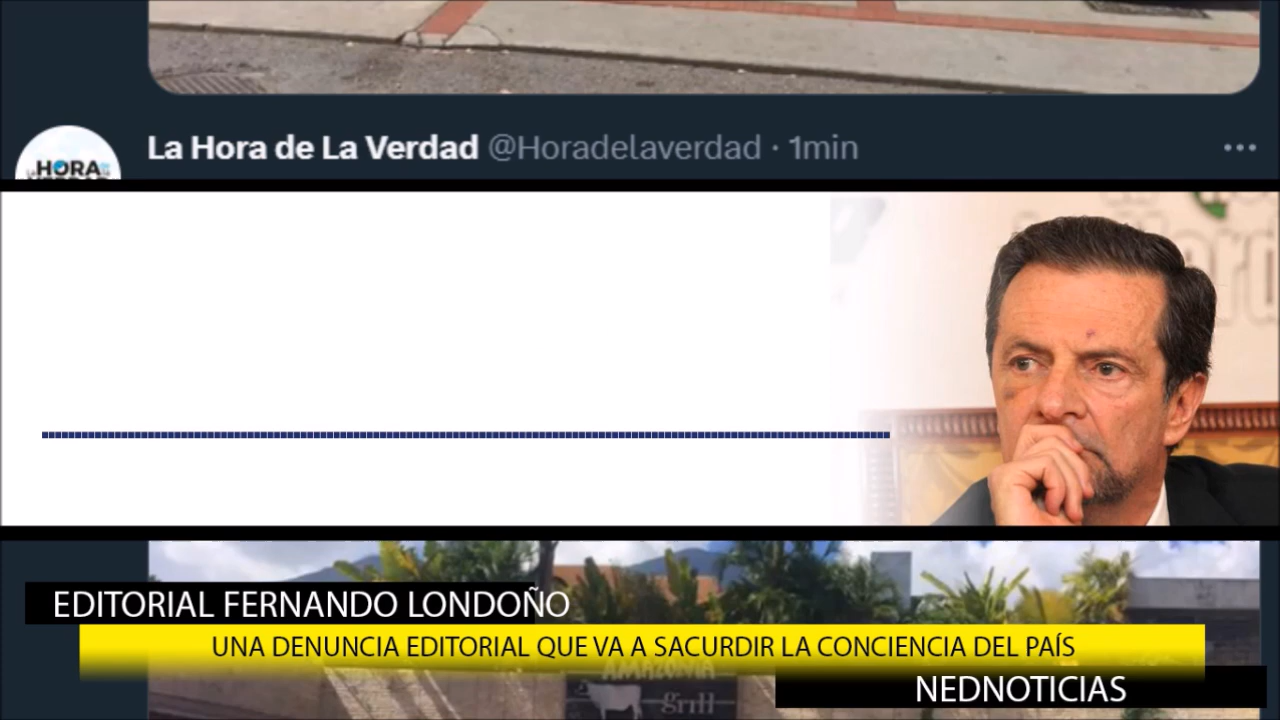 La Hora de La Verdad @Horadelaverdad · 1min
HORA
EDITORIAL FERNANDO LONDOÑO
UNA DENUNCIA EDITORIAL QUE VA A SACURDIR LA CONCIENCIA DEL PAÍS
AMAZONIA
grill
NEDNOTICIAS